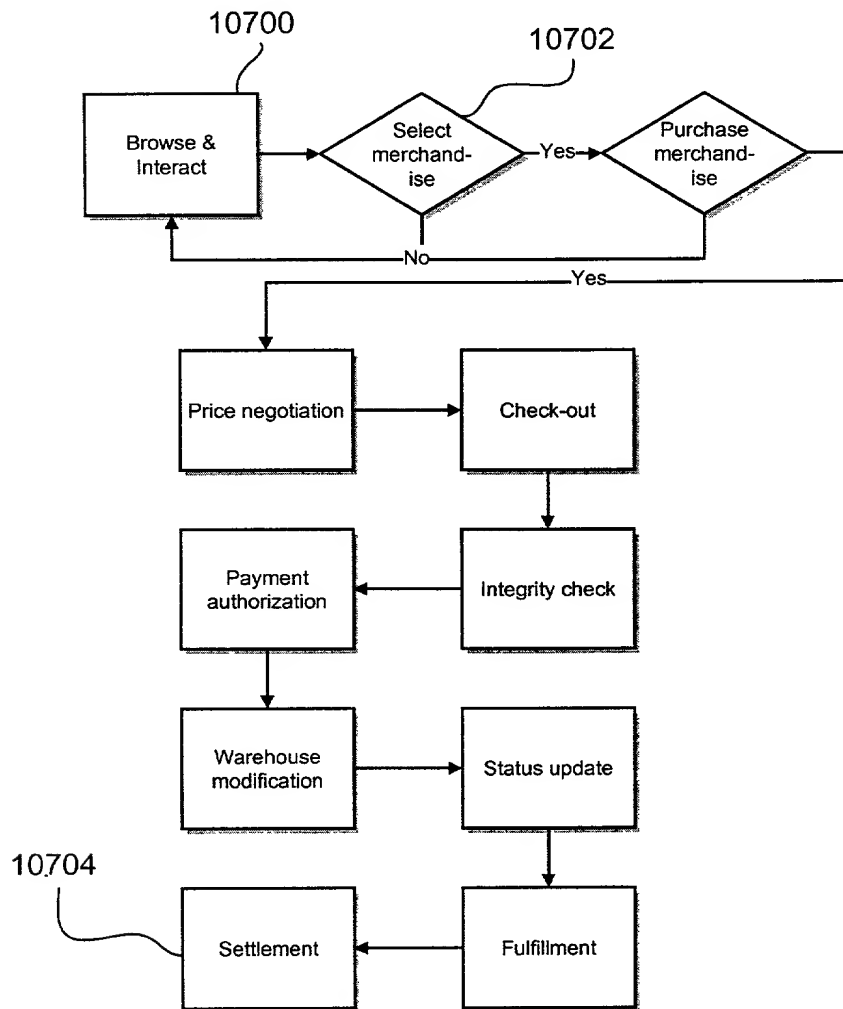 10700
10702
Browse &
Interact
Select
merchand-
ise
Yes
Purchase
merchand-
ise
No
Yes
Price negotiation
Check-out
Payment
authorization
Integrity check
Warehouse
modification
Status update
10704
Settlement
Fulfillment